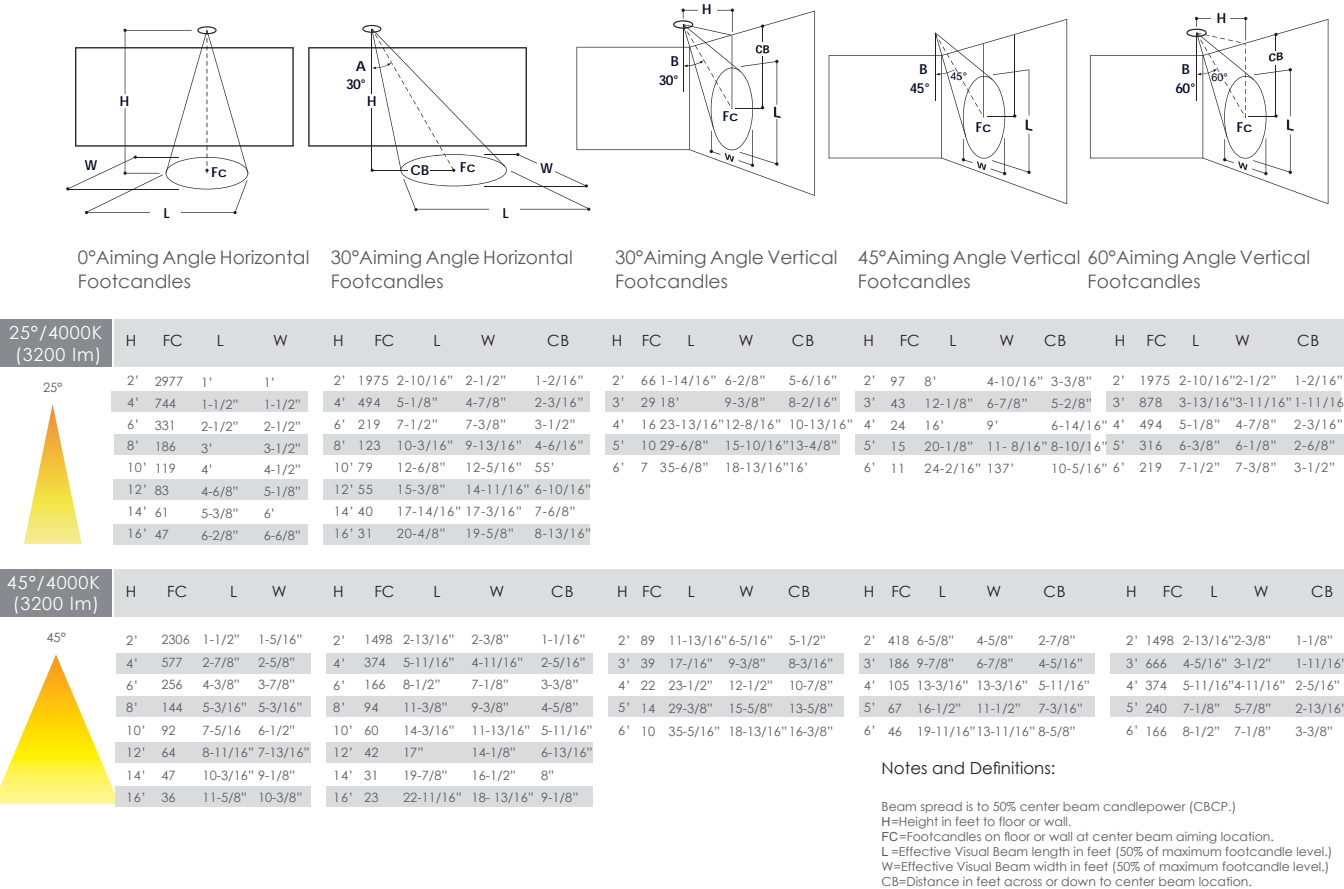 H
W
Fc
L
A
30°
H
CB
Fc
W
L
H
CB
B
30°
Fc
L
W
B
45°
45°
Fc
L
W
H
CB
B
60°
60°
Fc
L
W
0°Aiming Angle Horizontal Footcandles
30°Aiming Angle Horizontal Footcandles
30°Aiming Angle Vertical Footcandles
45°Aiming Angle Vertical Footcandles
60°Aiming Angle Vertical Footcandles
25°/4000K (3200 lm)
H FC L W H FC L W CB H FC L W CB H FC L W CB H FC L W CB
25°
2' 2977 1' 1' 2' 1975 2-10/16" 2-1/2" 1-2/16" 2' 66 1-14/16" 6-2/8" 5-6/16" 2' 97 8' 4-10/16" 3-3/8" 2' 1975 2-10/16" 2-1/2" 1-2/16"
4' 744 1-1/2" 1-1/2" 4' 494 5-1/8" 4-7/8" 2-3/16" 3' 29 18' 9-3/8" 8-2/16" 3' 43 12-1/8" 6-7/8" 5-2/8" 3' 878 3-13/16" 3-11/16" 1-11/16
6' 331 2-1/2" 2-1/2" 6' 219 7-1/2" 7-3/8" 3-1/2" 4' 16 23-13/16" 12-8/16" 10-13/16" 4' 24 16' 9' 6-14/16" 4' 494 5-1/8" 4-7/8" 2-3/16"
8' 186 3' 3-1/2" 8' 123 10-3/16" 9-13/16" 4-6/16" 5' 10 29-6/8" 15-10/16" 13-4/8" 5' 15 20-1/8" 11- 8/16" 8-10/16" 5' 316 6-3/8" 6-1/8" 2-6/8"
10' 119 4' 4-1/2" 10' 79 12-6/8" 12-5/16" 55' 6' 7 35-6/8" 18-13/16" 16' 6' 11 24-2/16" 137' 10-5/16" 6' 219 7-1/2" 7-3/8" 3-1/2"
12' 83 4-6/8" 5-1/8" 12' 55 15-3/8" 14-11/16" 6-10/16"
14' 61 5-3/8" 6' 14' 40 17-14/16" 17-3/16" 7-6/8"
16' 47 6-2/8" 6-6/8" 16' 31 20-4/8" 19-5/8" 8-13/16"
45°/4000K (3200 lm)
H FC L W H FC L W CB H FC L W CB H FC L W CB H FC L W CB
45°
2' 2306 1-1/2" 1-5/16" 2' 1498 2-13/16" 2-3/8" 1-1/16" 2' 89 11-13/16" 6-5/16" 5-1/2" 2' 418 6-5/8" 4-5/8" 2-7/8" 2' 1498 2-13/16" 2-3/8" 1-1/8"
4' 577 2-7/8" 2-5/8" 4' 374 5-11/16" 4-11/16" 2-5/16" 3' 39 17-/16" 9-3/8" 8-3/16" 3' 186 9-7/8" 6-7/8" 4-5/16" 3' 666 4-5/16" 3-1/2" 1-11/16"
6' 256 4-3/8" 3-7/8" 6' 166 8-1/2" 7-1/8" 3-3/8" 4' 22 23-1/2" 12-1/2" 10-7/8" 4' 105 13-3/16" 13-3/16" 5-11/16" 4' 374 5-11/16" 4-11/16" 2-5/16"
8' 144 5-3/16" 5-3/16" 8' 94 11-3/8" 9-3/8" 4-5/8" 5' 14 29-3/8" 15-5/8" 13-5/8" 5' 67 16-1/2" 11-1/2" 7-3/16" 5' 240 7-1/8" 5-7/8" 2-13/16"
10' 92 7-5/16 6-1/2" 10' 60 14-3/16" 11-13/16" 5-11/16" 6' 10 35-5/16" 18-13/16" 16-3/8" 6' 46 19-11/16" 13-11/16" 8-5/8" 6' 166 8-1/2" 7-1/8" 3-3/8"
12' 64 8-11/16" 7-13/16" 12' 42 17" 14-1/8" 6-13/16"
14' 47 10-3/16" 9-1/8" 14' 31 19-7/8" 16-1/2" 8"
16' 36 11-5/8" 10-3/8" 16' 23 22-11/16" 18- 13/16" 9-1/8"
Notes and Definitions:
Beam spread is to 50% center beam candlepower (CBCP.)
H=Height in feet to floor or wall.
FC=Footcandles on floor or wall at center beam aiming location.
L =Effective Visual Beam length in feet (50% of maximum footcandle level.)
W=Effective Visual Beam width in feet (50% of maximum footcandle level.)
CB=Distance in feet across or down to center beam location.